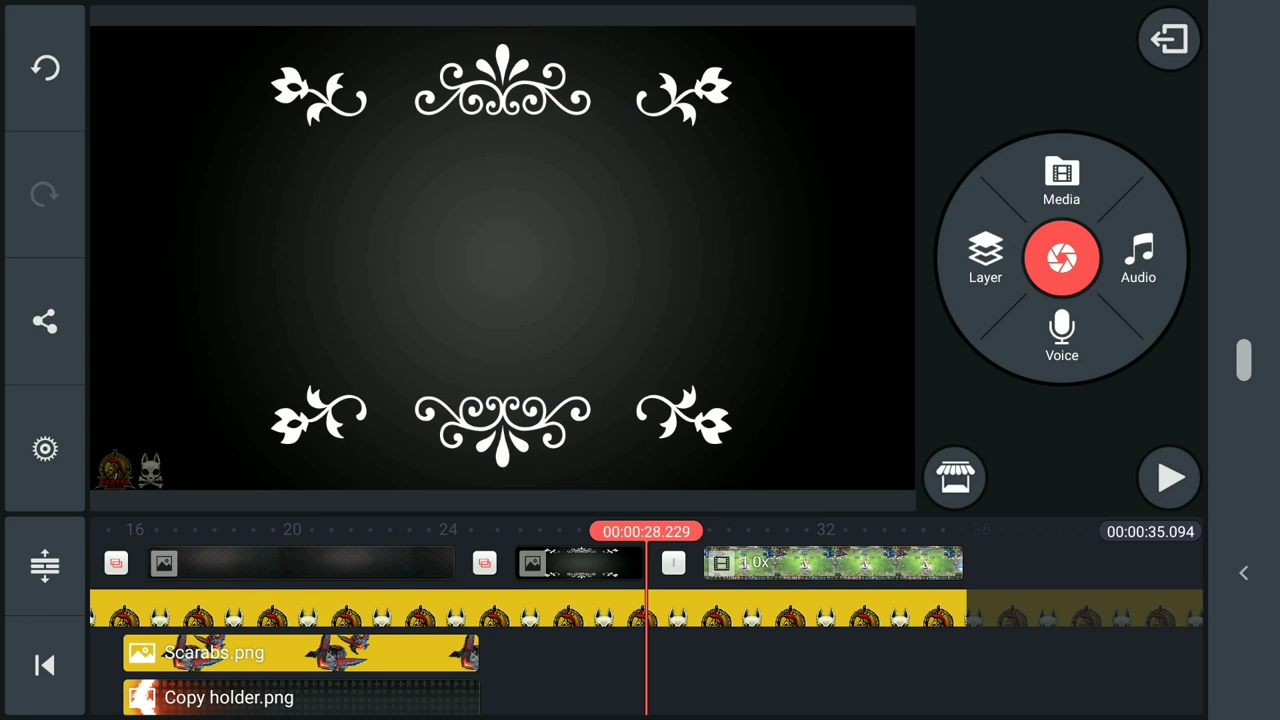 Media
Layer
Audio
Voice
16
20
24
00:00:28.229
32
36
00:00:35.094
1.0x
Scarabs.png
Copy holder.png